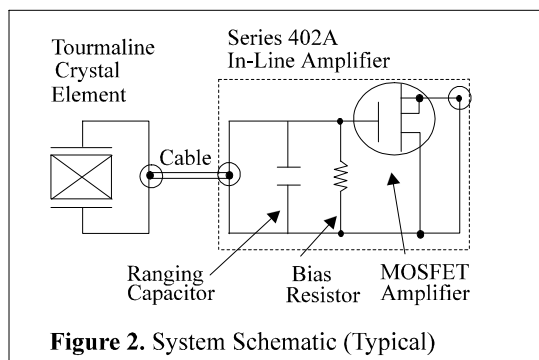 Tourmaline
Crystal
Element
Series 402A
In-Line Amplifier
Cable
Ranging
Capacitor
Bias
Resistor
MOSFET
Amplifier
Figure 2. System Schematic (Typical)